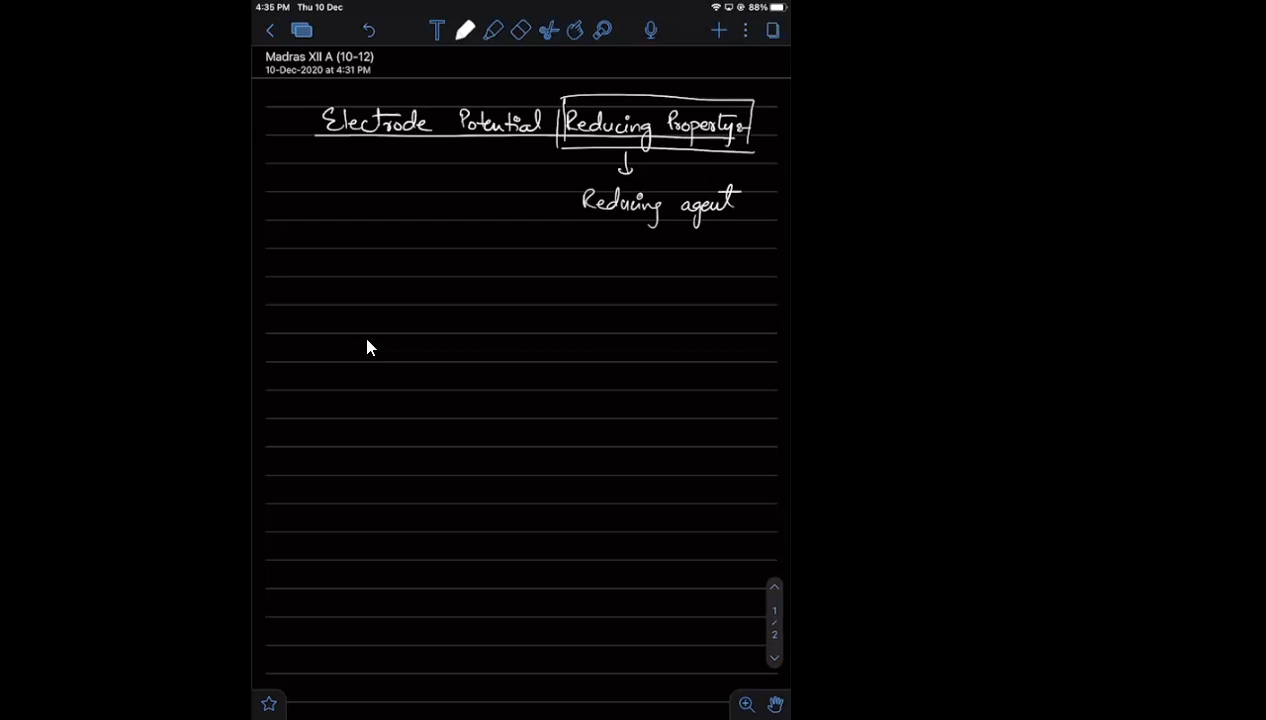 4:35 PM Thu 10 Dec 88%
T
Madras XII A (10-12)
10-Dec-2020 at 4:31 PM
Electrode Potential | Reducing Property:-
↓
Reducing agent
1
/
2